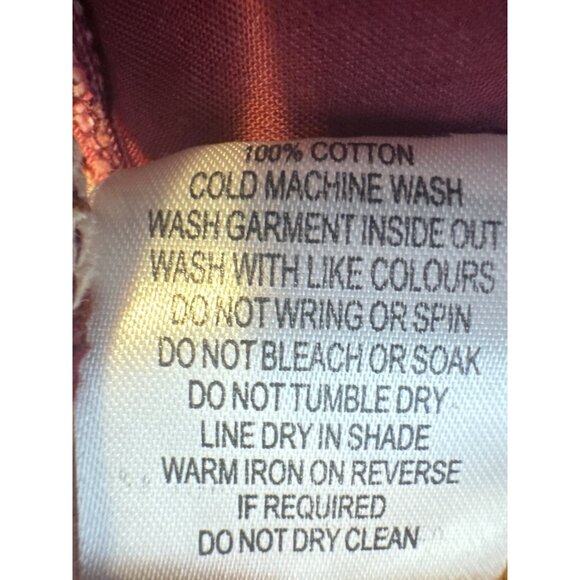 100% COTTON
COLD MACHINE WASH
WASH GARMENT INSIDE OUT
WASH WITH LIKE COLOURS
DO NOT WRING OR SPIN
DO NOT BLEACH OR SOAK
DO NOT TUMBLE DRY
LINE DRY IN SHADE
WARM IRON ON REVERSE
IF REQUIRED
DO NOT DRY CLEAN